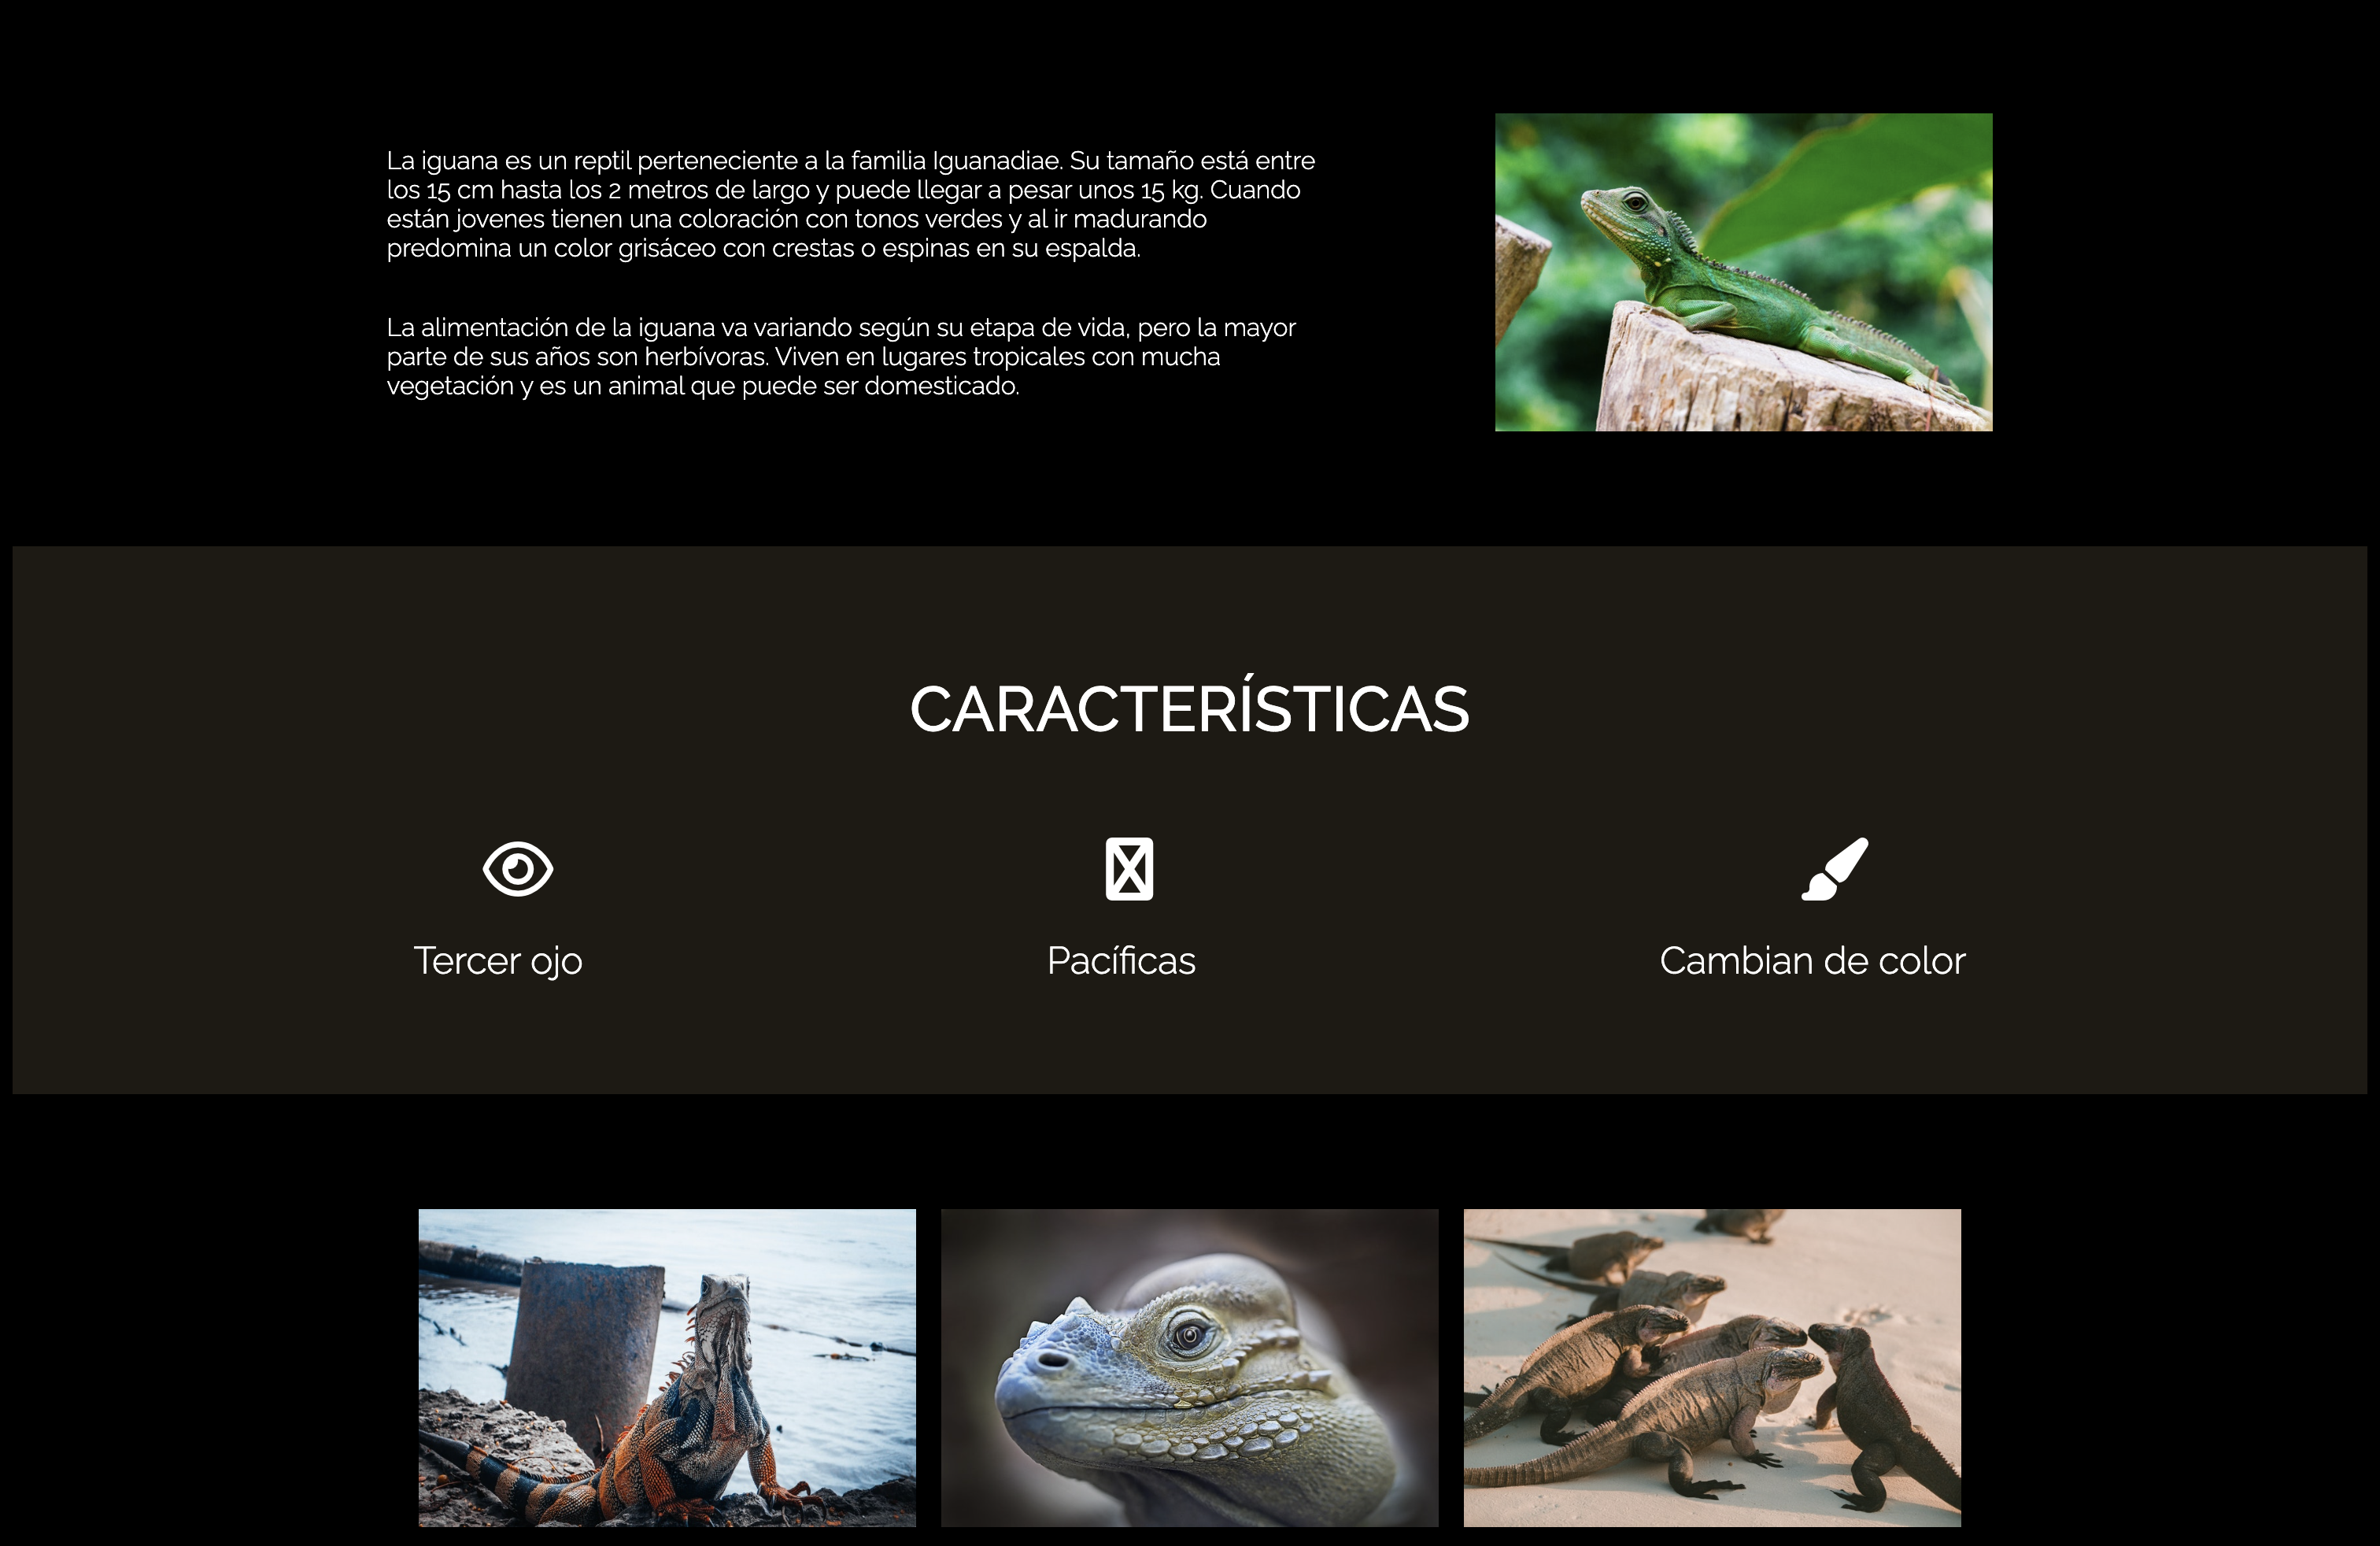 La iguana es un reptil perteneciente a la familia Iguanadiae. Su tamaño está entre
los 15 cm hasta los 2 metros de largo y puede llegar a pesar unos 15 kg. Cuando
están jovenes tienen una coloración con tonos verdes y al ir madurando
predomina un color grisáceo con crestas o espinas en su espalda.
La alimentación de la iguana va variando según su etapa de vida, pero la mayor
parte de sus años son herbívoras. Viven en lugares tropicales con mucha
vegetación y es un animal que puede ser domesticado.
CARACTERÍSTICAS
Tercer ojo
Pacíficas
Cambian de color